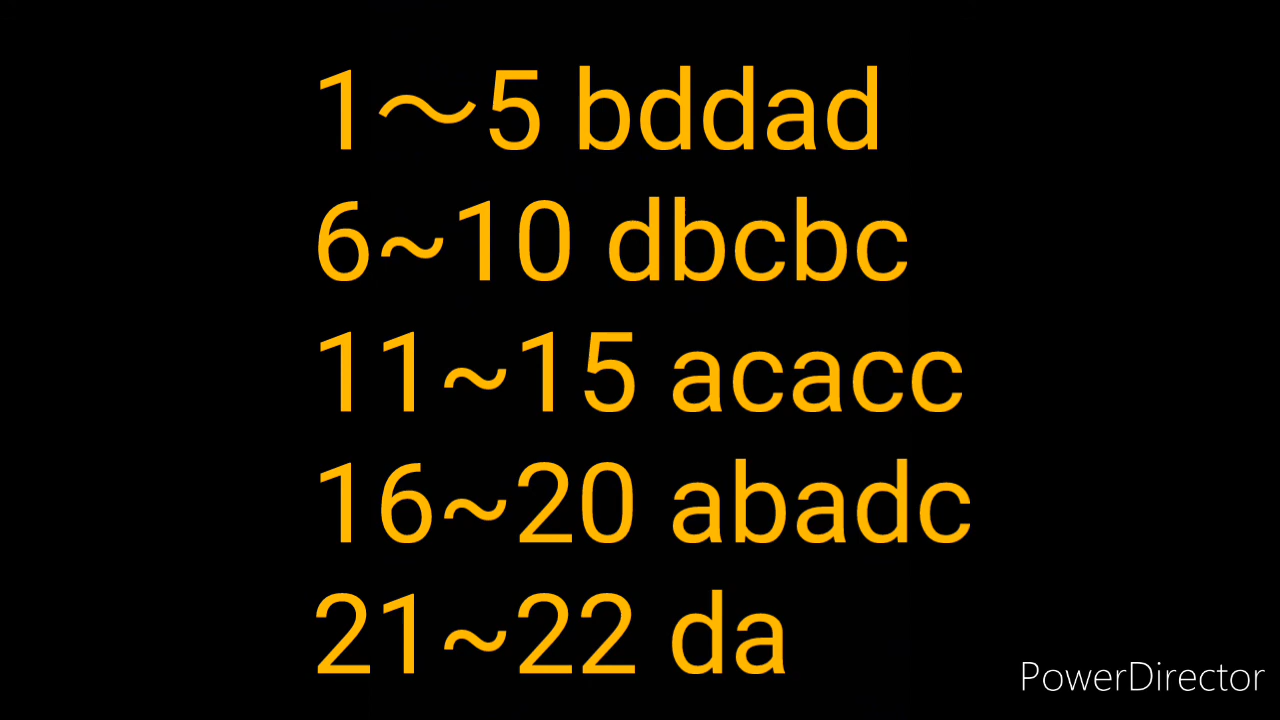 1～5 bddad
6~10 dbcbc
11~15 acacc
16~20 abadc
21~22 da
PowerDirector